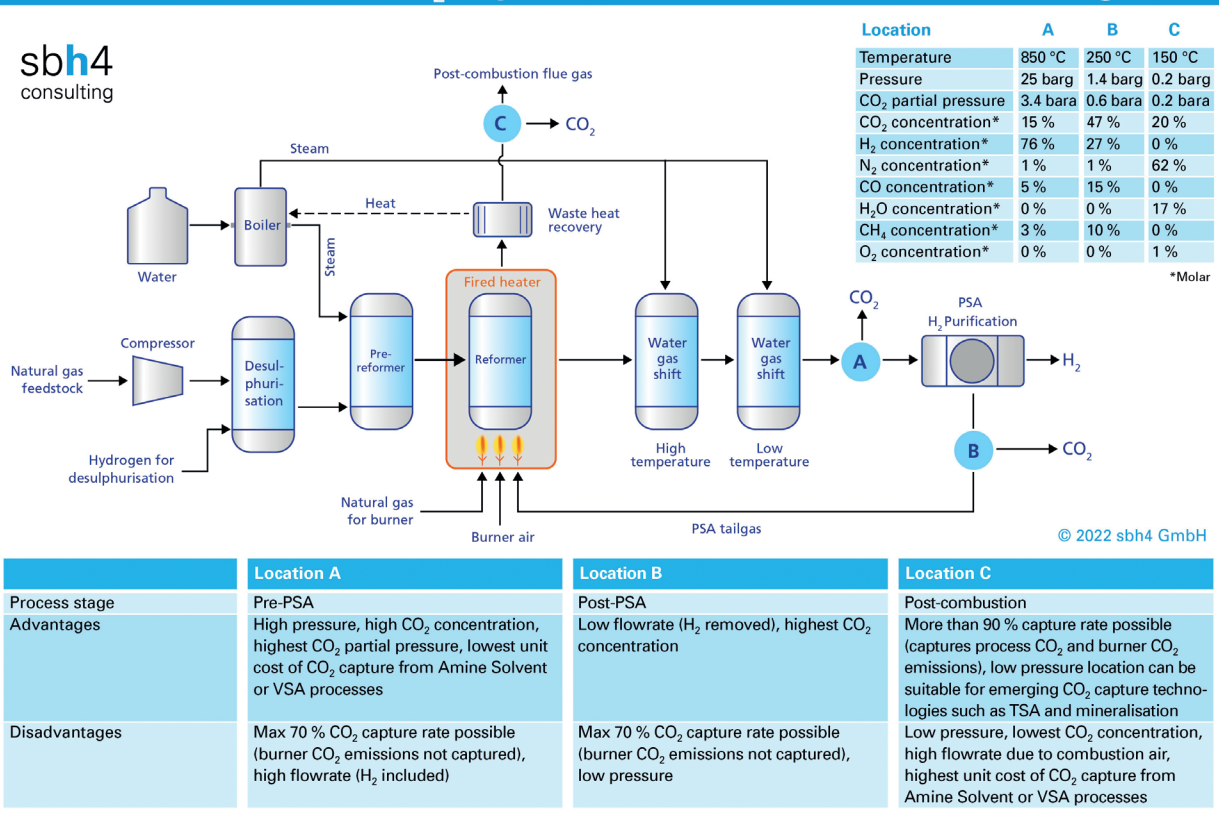 sbh4
consulting
Location A B C
Temperature 850 °C 250 °C 150 °C
Pressure 25 barg 1.4 barg 0.2 barg
CO₂ partial pressure 3.4 bara 0.6 bara 0.2 bara
CO₂ concentration* 15 % 47 % 20 %
H₂ concentration* 76 % 27 % 0 %
N₂ concentration* 1 % 1 % 62 %
CO concentration* 5 % 15 % 0 %
H₂O concentration* 0 % 0 % 17 %
CH₄ concentration* 3 % 10 % 0 %
O₂ concentration* 0 % 0 % 1 %
*Molar
Post-combustion flue gas
C
CO₂
Steam
Heat
Boiler
Waste heat
recovery
Water
Steam
Fired heater
Compressor
Natural gas
feedstock
Desul-
phuri-
sation
Pre-
reformer
Reformer
Water
gas
shift
Water
gas
shift
CO₂
A
PSA
H₂ Purification
H₂
Hydrogen for
desulphurisation
High
temperature
Low
temperature
B
CO₂
Natural gas
for burner
Burner air
PSA tailgas
© 2022 sbh4 GmbH
Location A Location B Location C
Process stage Pre-PSA Post-PSA Post-combustion
Advantages
High pressure, high CO₂ concentration,
highest CO₂ partial pressure, lowest unit
cost of CO₂ capture from Amine Solvent
or VSA processes
Low flowrate (H₂ removed), highest CO₂
concentration
More than 90 % capture rate possible
(captures process CO₂ and burner CO₂
emissions), low pressure location can be
suitable for emerging CO₂ capture techno-
logies such as TSA and mineralisation
Disadvantages
Max 70 % CO₂ capture rate possible
(burner CO₂ emissions not captured),
high flowrate (H₂ included)
Max 70 % CO₂ capture rate possible
(burner CO₂ emissions not captured),
low pressure
Low pressure, lowest CO₂ concentration,
high flowrate due to combustion air,
highest unit cost of CO₂ capture from
Amine Solvent or VSA processes